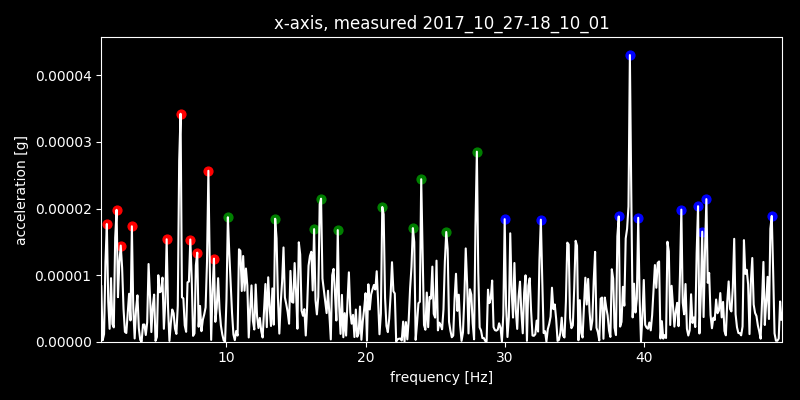 x-axis, measured 2017_10_27-18_10_01
acceleration [g]
0.00004
0.00003
0.00002
0.00001
0.00000
10 20 30 40
frequency [Hz]